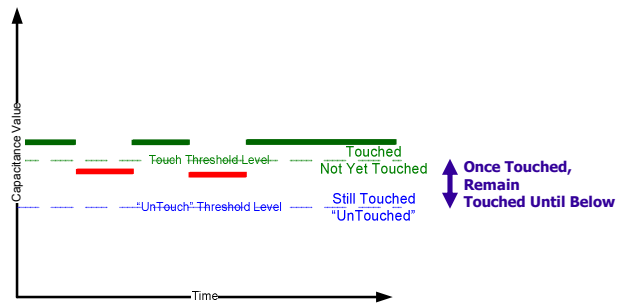 Capacitance Value
Touched
Touch Threshold Level
Not Yet Touched
Once Touched,
Remain
Touched Until Below
Still Touched
“UnTouch” Threshold Level
“UnTouched”
Time